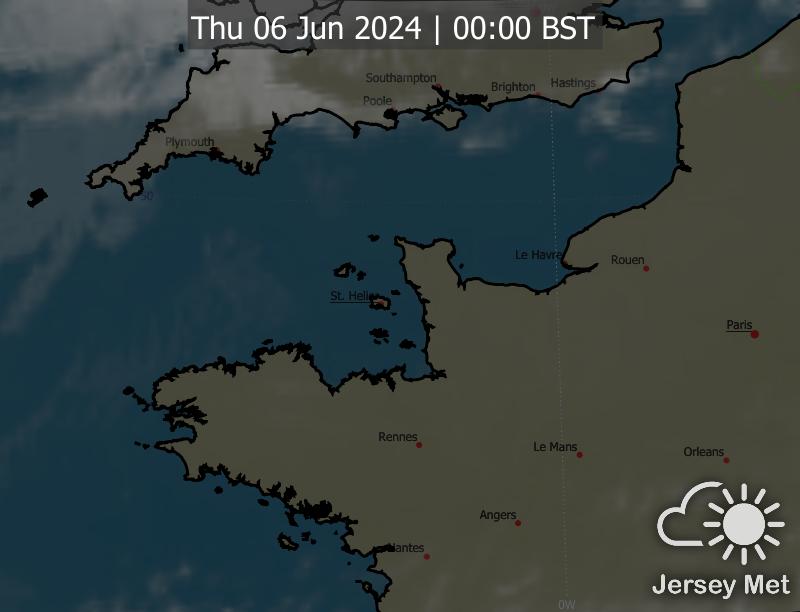 Thu 06 Jun 2024 | 00:00 BST
Southampton
Brighton
Hastings
Poole
Plymouth
50
Le Havre
Rouen
St. Helier
Paris
Rennes
Le Mans
Orleans
Angers
Nantes
Jersey Met
0W